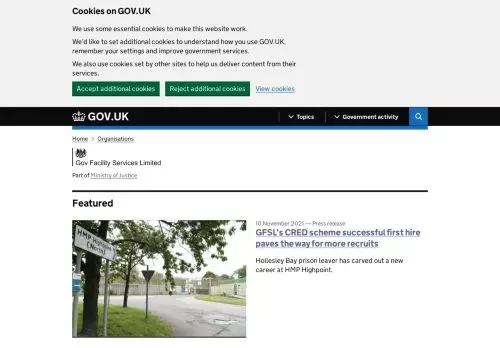 Cookies on GOV.UK
We use some essential cookies to make this website work.
We'd like to set additional cookies to understand how you use GOV.UK,
remember your settings and improve government services.
We also use cookies set by other sites to help us deliver content from their
services.
Accept additional cookies Reject additional cookies View cookies
GOV.UK Topics Government activity
Home Organisations
Gov Facility Services Limited
Part of Ministry of Justice
Featured
10 November 2021 — Press release
GFSL's CRED scheme successful first hire
paves the way for more recruits
Hollesley Bay prison leaver has carved out a new
career at HMP Highpoint.
HMP Highpoint
(North)